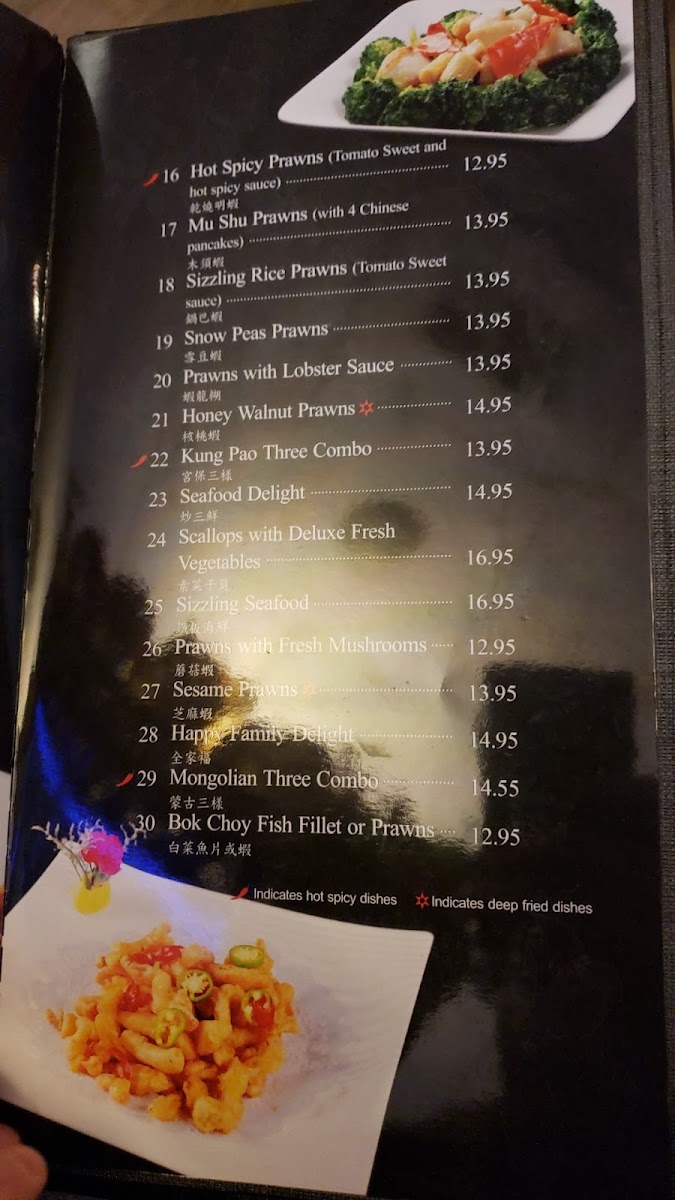 16 Hot Spicy Prawns (Tomato Sweet and
hot spicy sauce) 12.95
乾燒明蝦
17 Mu Shu Prawns (with 4 Chinese
pancakes) 13.95
木須蝦
18 Sizzling Rice Prawns (Tomato Sweet
sauce) 13.95
鍋巴蝦
19 Snow Peas Prawns 13.95
雪豆蝦
20 Prawns with Lobster Sauce 13.95
蝦龍糊
21 Honey Walnut Prawns 14.95
核桃蝦
22 Kung Pao Three Combo 13.95
宮保三樣
23 Seafood Delight 14.95
炒三鮮
24 Scallops with Deluxe Fresh
Vegetables 16.95
素菜干貝
25 Sizzling Seafood 16.95
鐵板海鮮
26 Prawns with Fresh Mushrooms 12.95
蘑菇蝦
27 Sesame Prawns 13.95
芝麻蝦
28 Happy Family Delight 14.95
全家福
29 Mongolian Three Combo 14.55
蒙古三樣
30 Bok Choy Fish Fillet or Prawns 12.95
白菜魚片或蝦
Indicates hot spicy dishes Indicates deep fried dishes